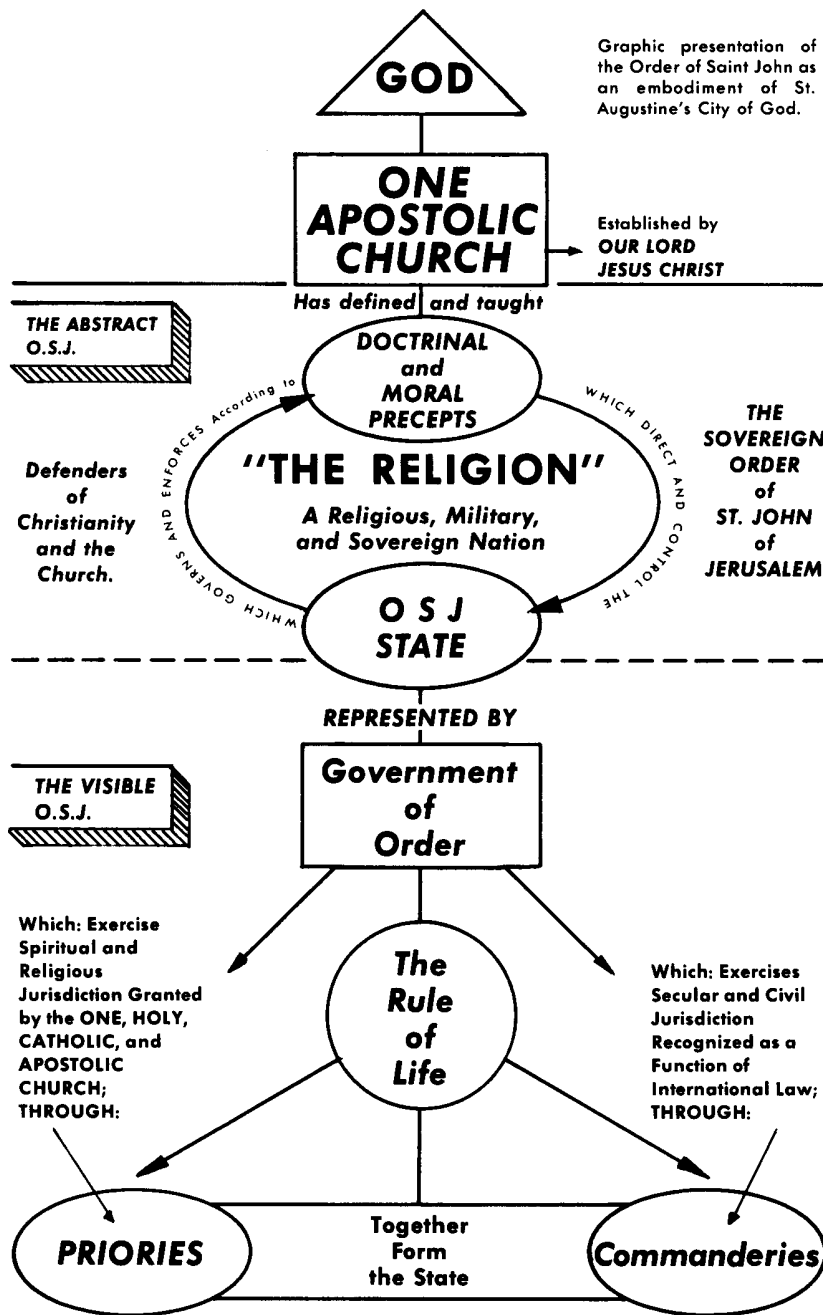 GOD
Graphic presentation of
the Order of Saint John as
an embodiment of St.
Augustine's City of God.
ONE
APOSTOLIC
CHURCH
Established by
OUR LORD
JESUS CHRIST
Has defined and taught
THE ABSTRACT
O.S.J.
DOCTRINAL
and
MORAL
PRECEPTS
WHICH GOVERNS AND ENFORCES According to
WHICH DIRECT AND CONTROL THE
Defenders
of
Christianity
and the
Church.
"THE RELIGION"
A Religious, Military,
and Sovereign Nation
THE
SOVEREIGN
ORDER
of
ST. JOHN
of
JERUSALEM
O S J
STATE
REPRESENTED BY
THE VISIBLE
O.S.J.
Government
of
Order
Which: Exercise
Spiritual and
Religious
Jurisdiction Granted
by the ONE, HOLY,
CATHOLIC, and
APOSTOLIC
CHURCH;
THROUGH:
The
Rule
of
Life
Which: Exercises
Secular and Civil
Jurisdiction
Recognized as a
Function of
International Law;
THROUGH:
PRIORIES
Together
Form
the State
Commanderies